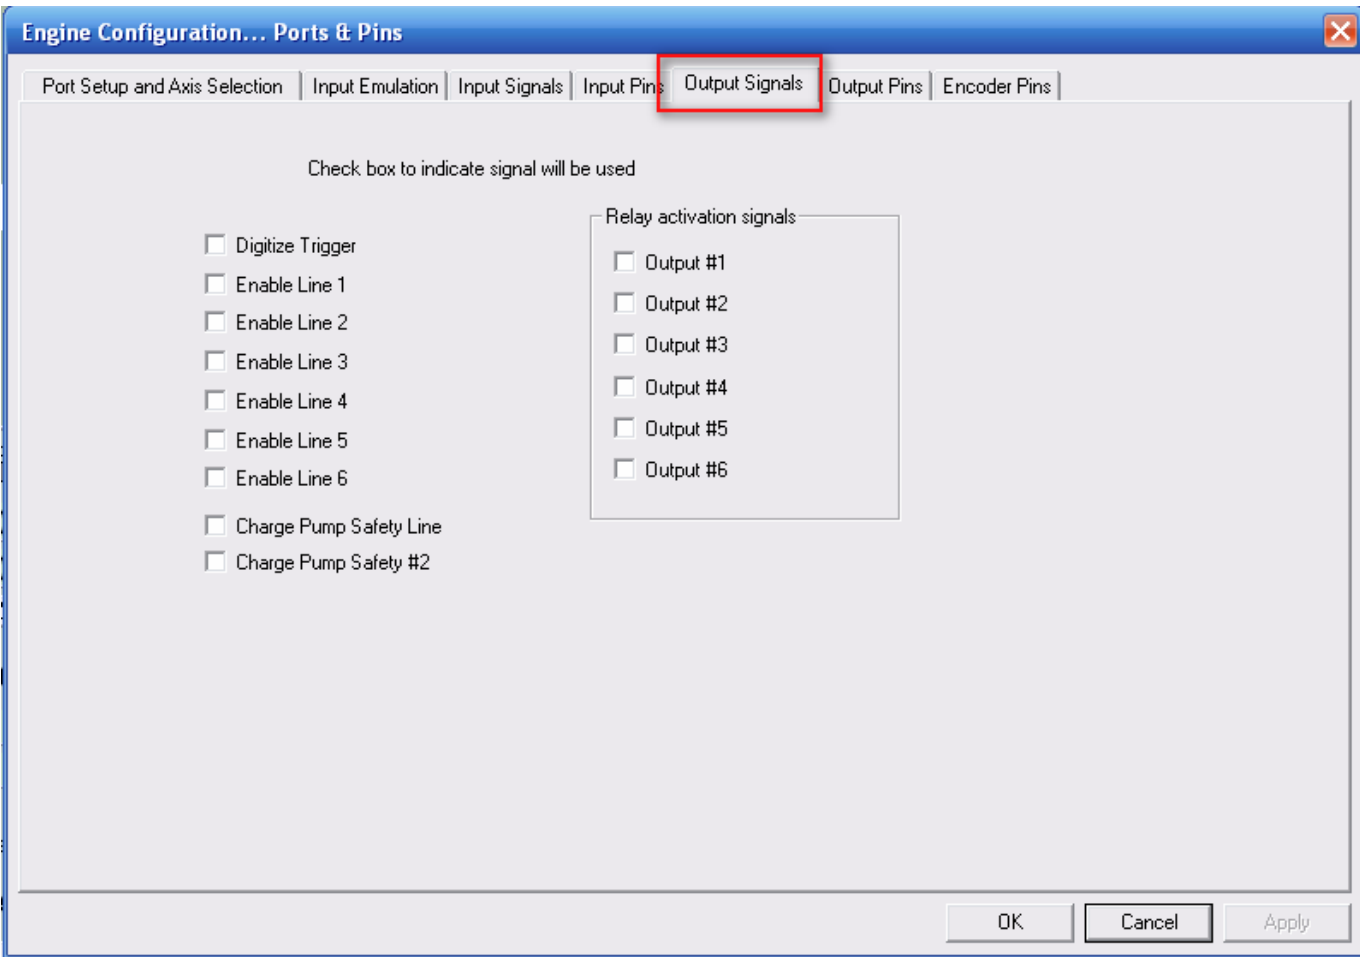 Engine Configuration... Ports & Pins
Port Setup and Axis Selection Input Emulation Input Signals Input Pins Output Signals Output Pins Encoder Pins
Check box to indicate signal will be used
Digitize Trigger
Enable Line 1
Enable Line 2
Enable Line 3
Enable Line 4
Enable Line 5
Enable Line 6
Charge Pump Safety Line
Charge Pump Safety #2
Relay activation signals
Output #1
Output #2
Output #3
Output #4
Output #5
Output #6
OK Cancel Apply